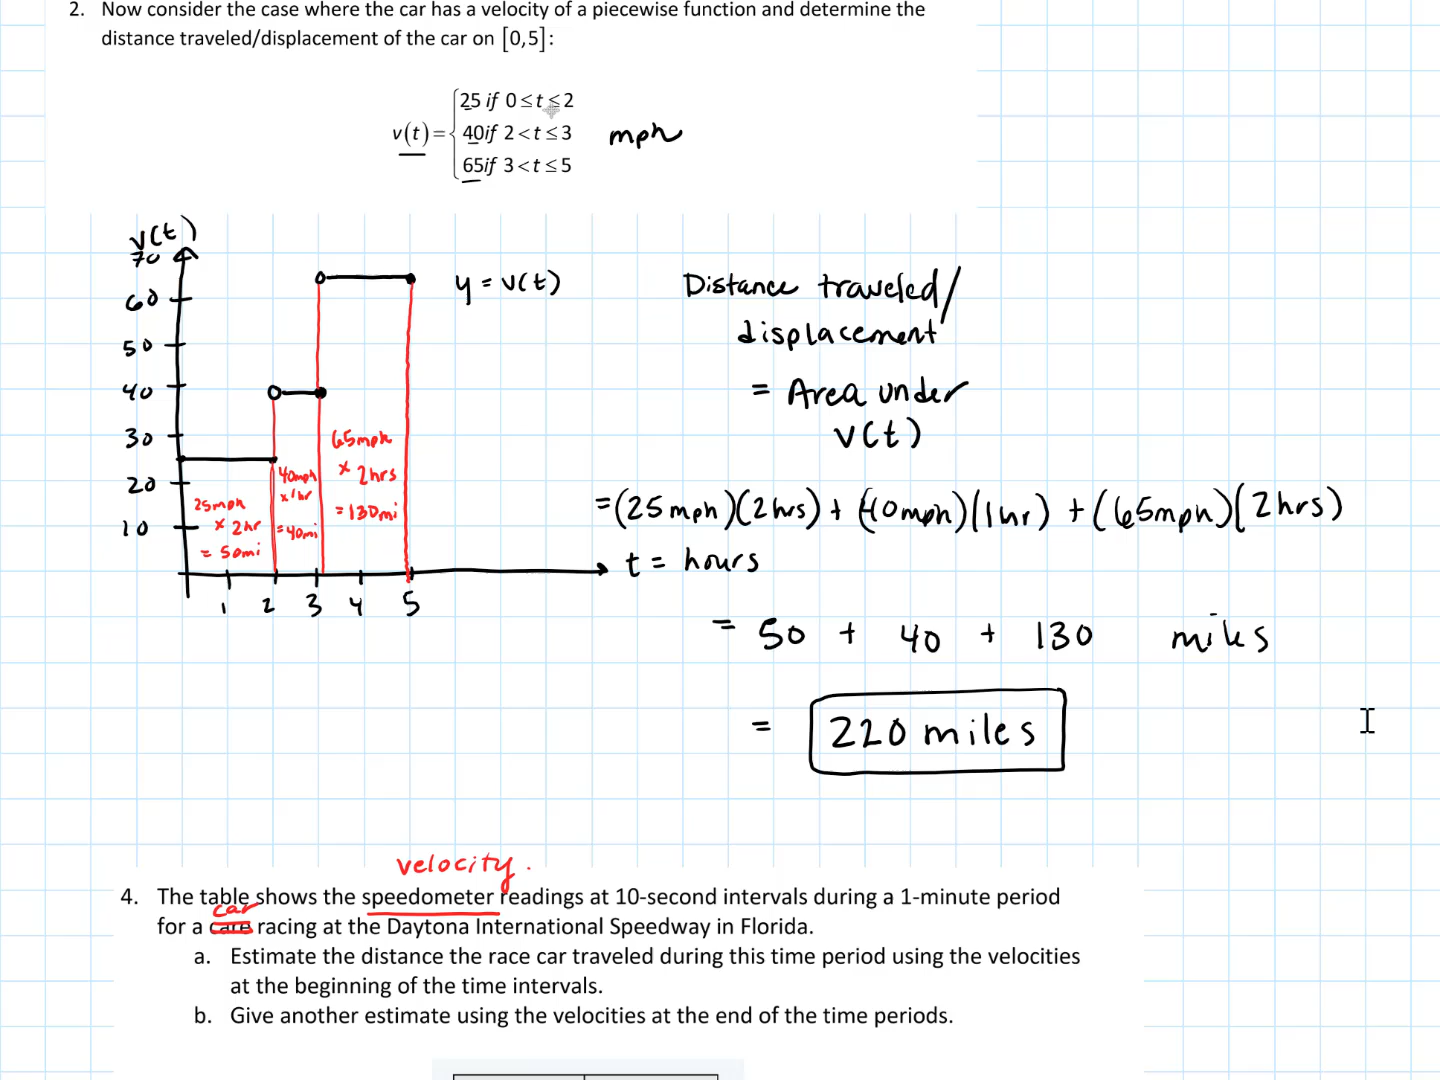 2. Now consider the case where the car has a velocity of a piecewise function and determine the
distance traveled/displacement of the car on [0,5]:
v(t) = { 25 if 0 ≤ t ≤ 2
40 if 2 < t ≤ 3
65 if 3 < t ≤ 5
mph
v(t)
70
60
50
40
30
20
10
1 2 3 4 5
y = v(t)
25mph
× 2hr
= 50mi
40mph
× 1hr
= 40mi
65mph
× 2hrs
= 130mi
t = hours
Distance traveled/
displacement
= Area under
v(t)
= (25mph)(2hrs) + (40mph)(1hr) + (65mph)(2hrs)
= 50 + 40 + 130 miles
= 220 miles
velocity.
4. The table shows the speedometer readings at 10-second intervals during a 1-minute period
car
for a care racing at the Daytona International Speedway in Florida.
a. Estimate the distance the race car traveled during this time period using the velocities
at the beginning of the time intervals.
b. Give another estimate using the velocities at the end of the time periods.